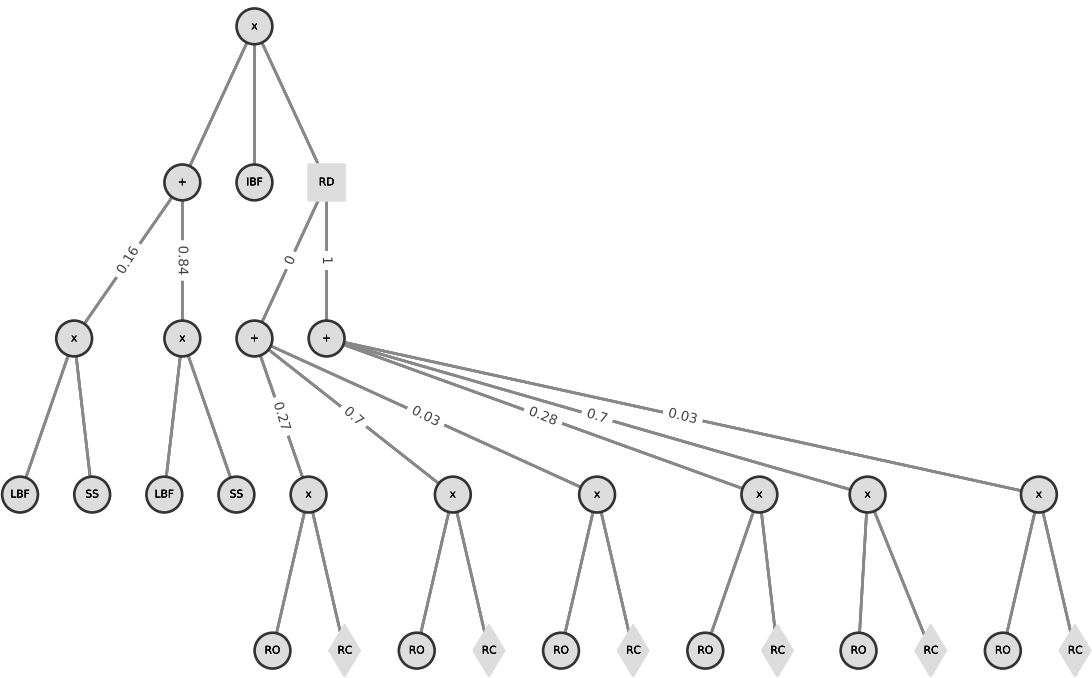 x
+ IBF RD
0.16 0.84 0 1
x x + +
0.27 0.7 0.03 0.28 0.7 0.03
LBF SS LBF SS x x x x x x
RO RC RO RC RO RC RO RC RO RC RO RC